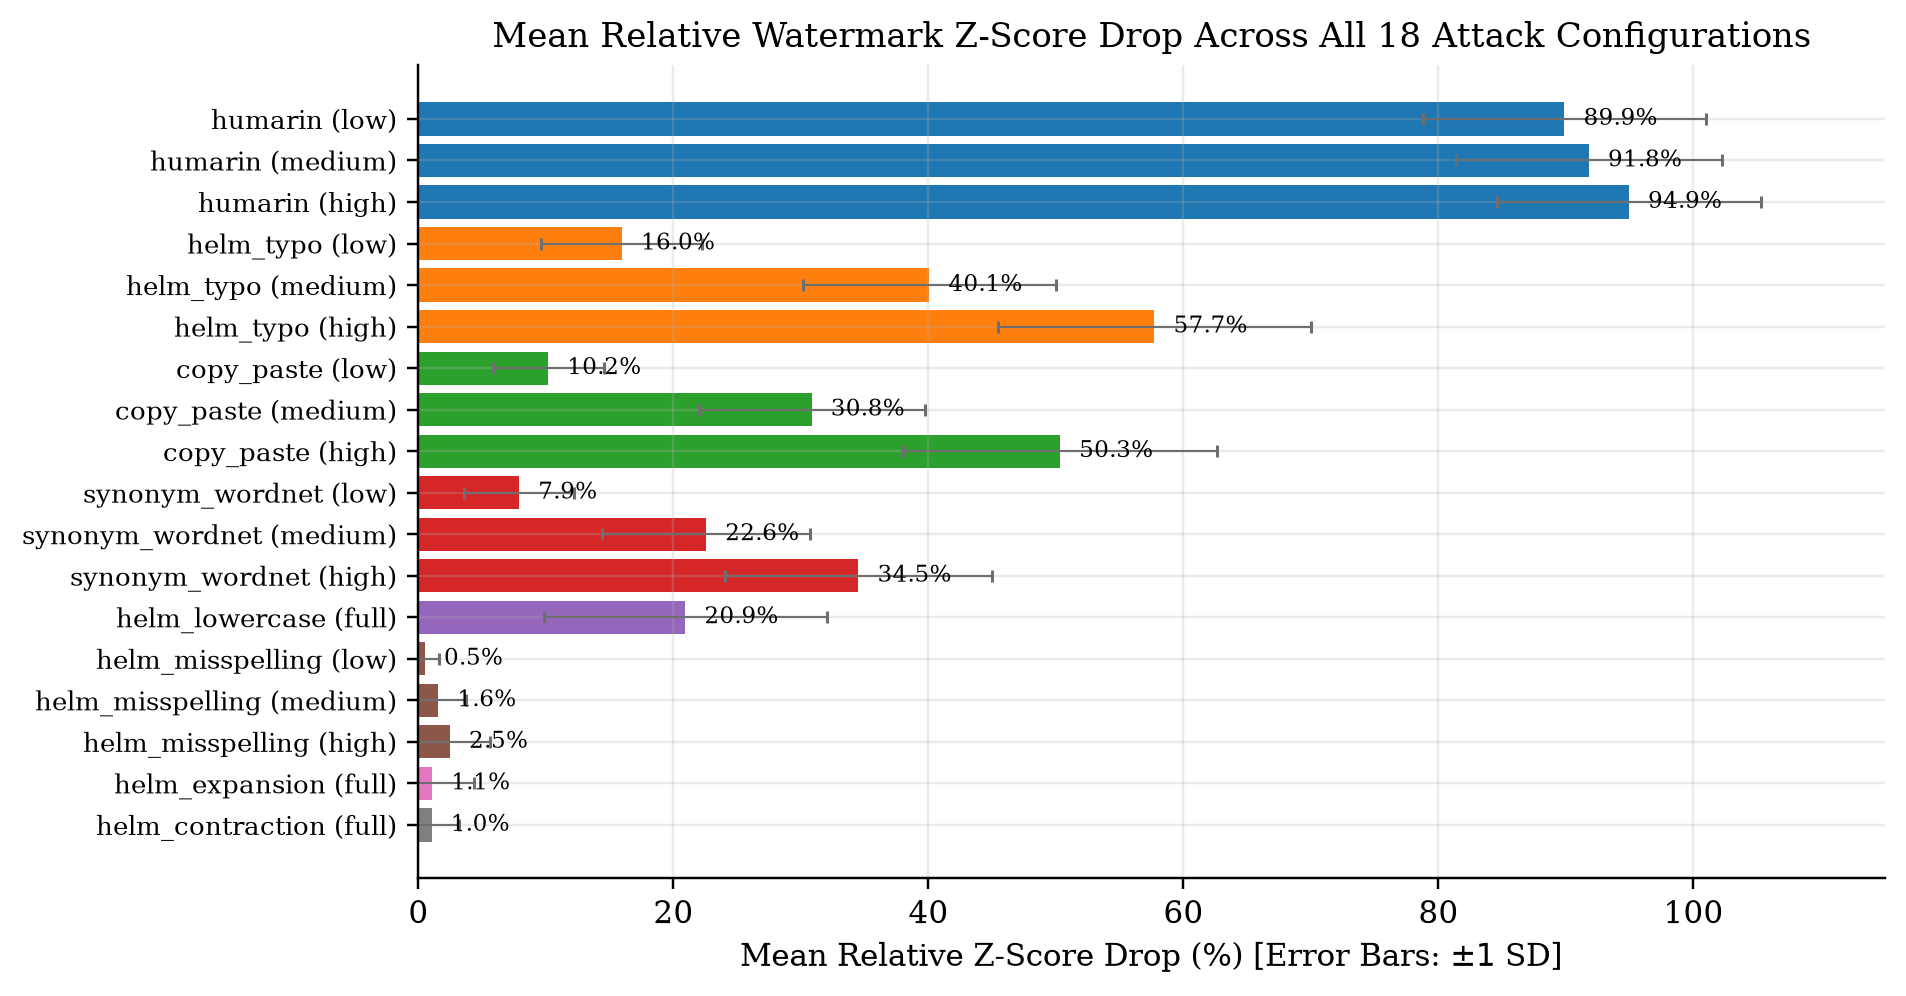 Mean Relative Watermark Z-Score Drop Across All 18 Attack Configurations
humarin (low) 89.9%
humarin (medium) 91.8%
humarin (high) 94.9%
helm_typo (low) 16.0%
helm_typo (medium) 40.1%
helm_typo (high) 57.7%
copy_paste (low) 10.2%
copy_paste (medium) 30.8%
copy_paste (high) 50.3%
synonym_wordnet (low) 7.9%
synonym_wordnet (medium) 22.6%
synonym_wordnet (high) 34.5%
helm_lowercase (full) 20.9%
helm_misspelling (low) 0.5%
helm_misspelling (medium) 1.6%
helm_misspelling (high) 2.5%
helm_expansion (full) 1.1%
helm_contraction (full) 1.0%
0 20 40 60 80 100
Mean Relative Z-Score Drop (%) [Error Bars: ±1 SD]